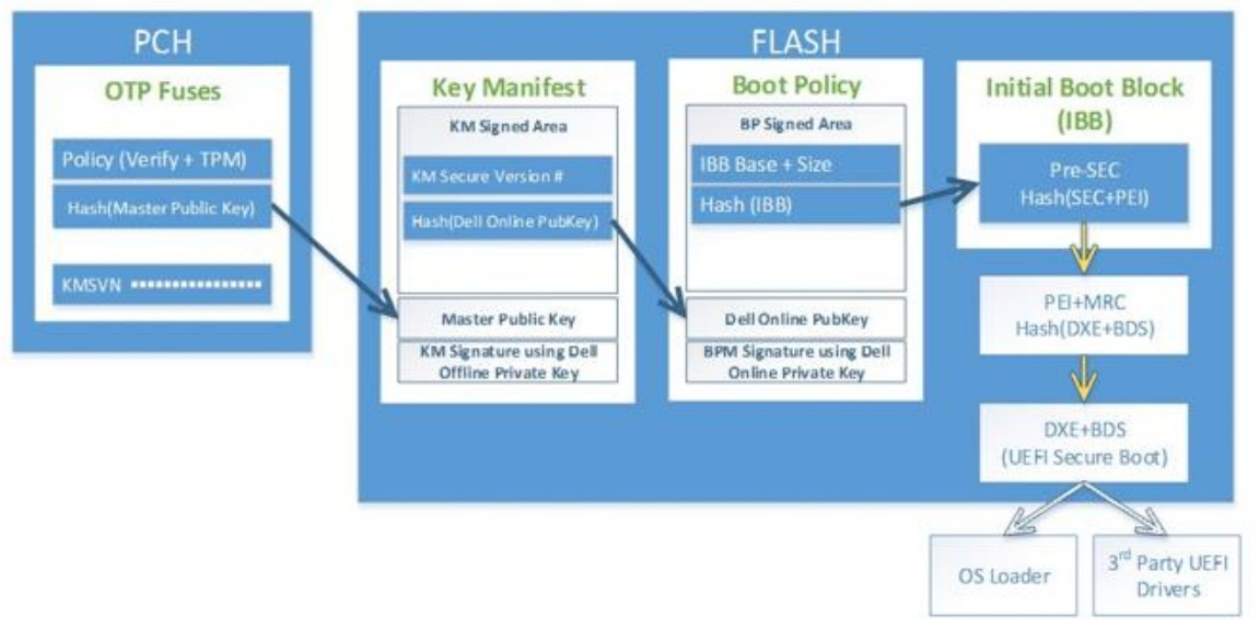 PCH
OTP Fuses
Policy (Verify + TPM)
Hash(Master Public Key)
KMSVN
FLASH
Key Manifest
KM Signed Area
KM Secure Version #
Hash(Dell Online PubKey)
Master Public Key
KM Signature using Dell
Offline Private Key
Boot Policy
BP Signed Area
IBB Base + Size
Hash (IBB)
Dell Online PubKey
BPM Signature using Dell
Online Private Key
Initial Boot Block
(IBB)
Pre-SEC
Hash(SEC+PEI)
PEI+MRC
Hash(DXE+BDS)
DXE+BDS
(UEFI Secure Boot)
OS Loader
3rd Party UEFI
Drivers